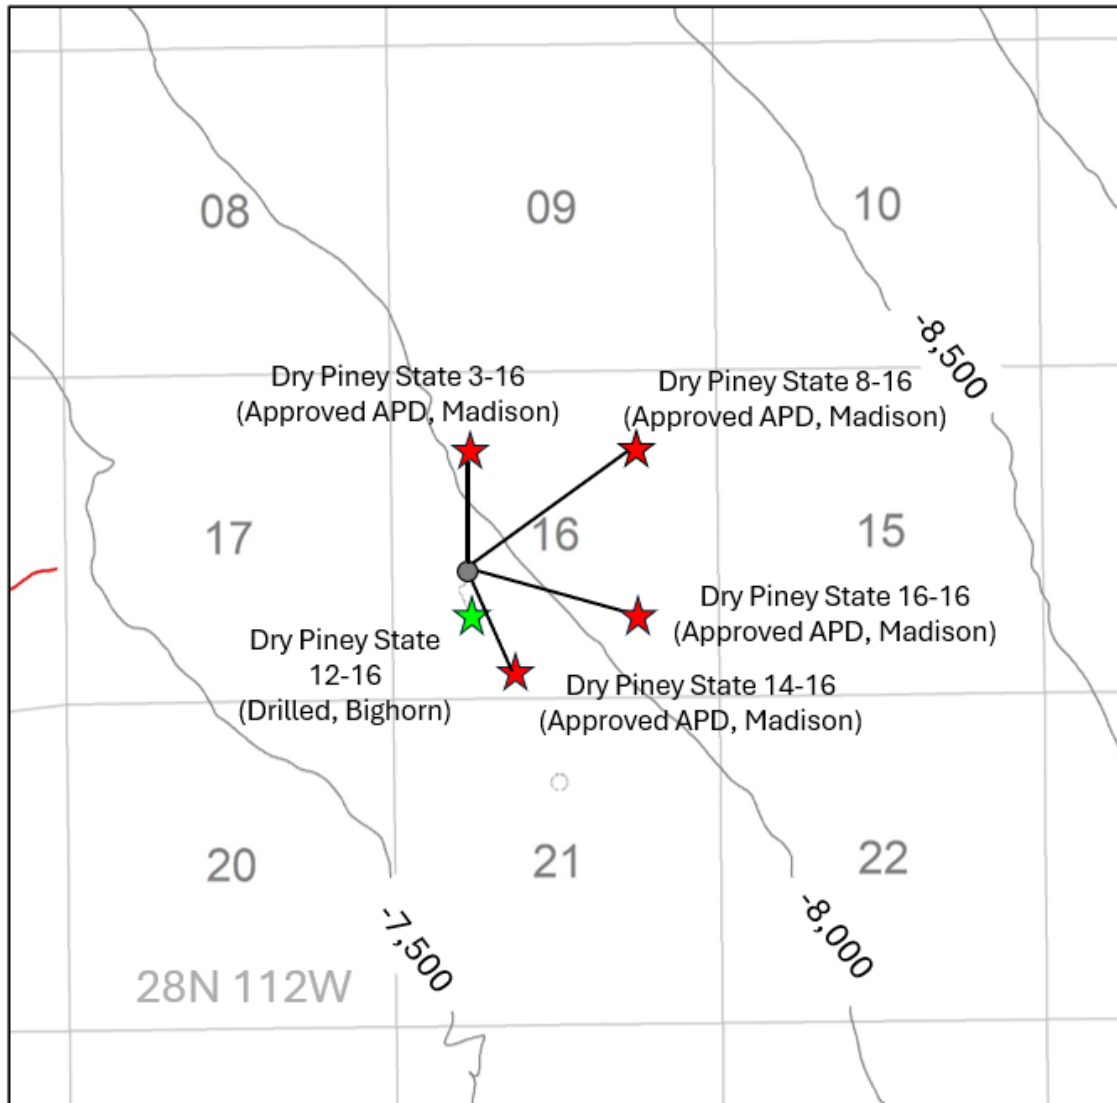 08
09
10
-8,500
Dry Piney State 3-16
(Approved APD, Madison)
Dry Piney State 8-16
(Approved APD, Madison)
17
16
15
Dry Piney State 16-16
(Approved APD, Madison)
Dry Piney State
12-16
(Drilled, Bighorn)
Dry Piney State 14-16
(Approved APD, Madison)
20
21
22
-7,500
-8,000
28N 112W